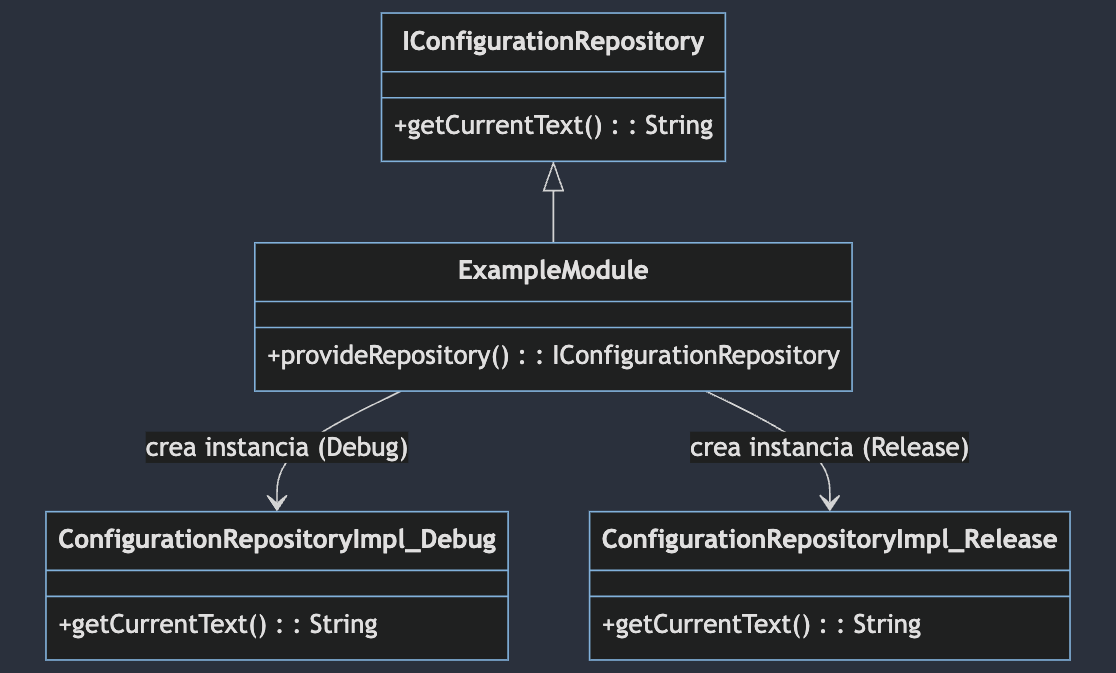 IConfigurationRepository
+getCurrentText() : : String
ExampleModule
+provideRepository() : : IConfigurationRepository
crea instancia (Debug)
crea instancia (Release)
ConfigurationRepositoryImpl_Debug
+getCurrentText() : : String
ConfigurationRepositoryImpl_Release
+getCurrentText() : : String